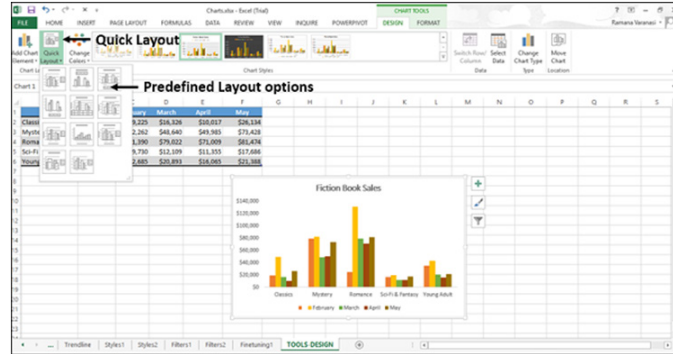 Charts.xlsx - Excel (Trial)
CHART TOOLS
FILE HOME INSERT PAGE LAYOUT FORMULAS DATA REVIEW VIEW INQUIRE POWERPIVOT DESIGN FORMAT
Ramana Varanasi
Quick Layout
Add Chart Element
Quick Layout
Change Colors
Switch Row/ Column
Select Data
Change Chart Type
Move Chart Location
Chart Styles
Data
Type
Location
Chart 1
Predefined Layout options
C D E F G H I J K L M N O P Q R S
March April May
2 Classi 9,225 $16,326 $10,017 $26,134
Myste 2,262 $48,640 $49,985 $73,428
Roma 1,390 $79,022 $71,009 $81,474
Sci-Fi 9,730 $12,109 $11,355 $17,686
Young 2,685 $20,893 $16,065 $21,388
Fiction Book Sales
$140,000
$120,000
$100,000
$80,000
$60,000
$40,000
$20,000
$0
Classics Mystery Romance Sci-Fi & Fantasy Young Adult
February March April May
... Trendline Styles1 Styles2 Filters1 Filters2 Finetuning1 TOOLS-DESIGN